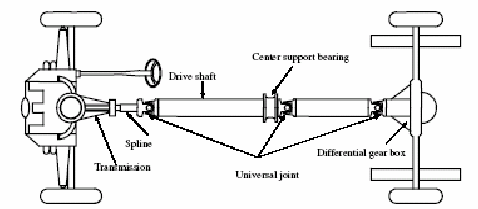 Center support bearing
Drive shaft
Spline
Differential gear box
Transmission
Universal joint